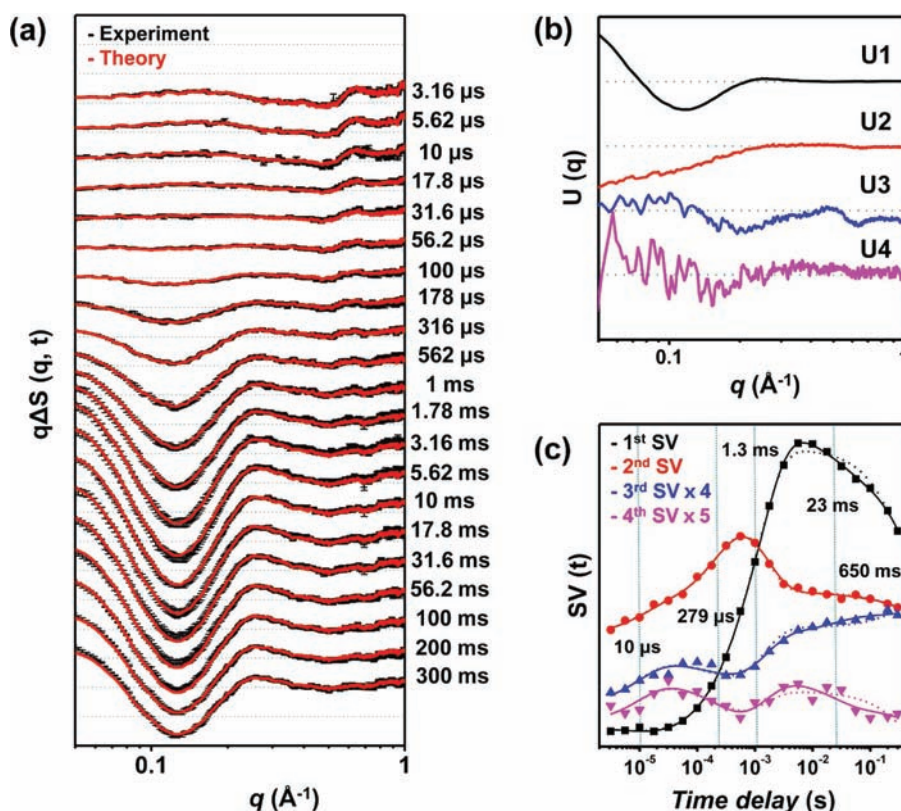 (a)
- Experiment
- Theory
3.16 µs
5.62 µs
10 µs
17.8 µs
31.6 µs
56.2 µs
100 µs
178 µs
316 µs
562 µs
1 ms
1.78 ms
3.16 ms
5.62 ms
10 ms
17.8 ms
31.6 ms
56.2 ms
100 ms
200 ms
300 ms
qΔS (q, t)
0.1
1
q (Å⁻¹)
(b)
U1
U2
U3
U4
U (q)
0.1
q (Å⁻¹)
(c)
- 1st SV
- 2nd SV
- 3rd SV x 4
- 4th SV x 5
1.3 ms
23 ms
650 ms
279 µs
10 µs
SV (t)
10⁻⁵
10⁻⁴
10⁻³
10⁻²
10⁻¹
Time delay (s)